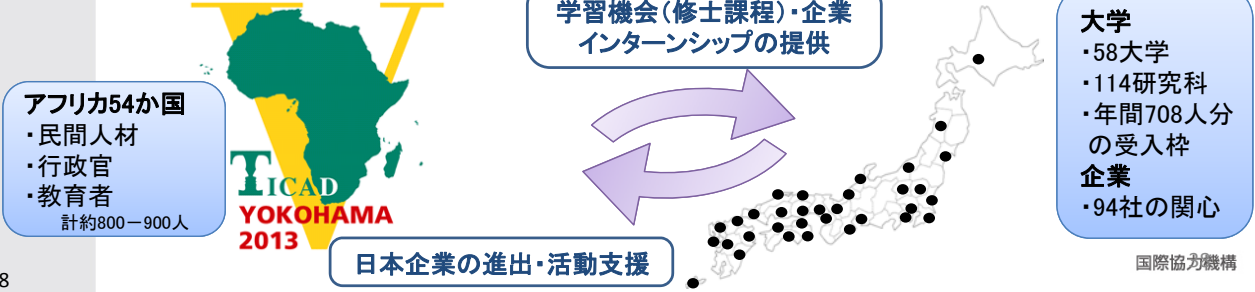 学習機会(修士課程)・企業
インターンシップの提供
アフリカ54か国
・民間人材
・行政官
・教育者
計約800－900人
TICAD
YOKOHAMA
2013
日本企業の進出・活動支援
大学
・58大学
・114研究科
・年間708人分
の受入枠
企業
・94社の関心
国際協力機構
8